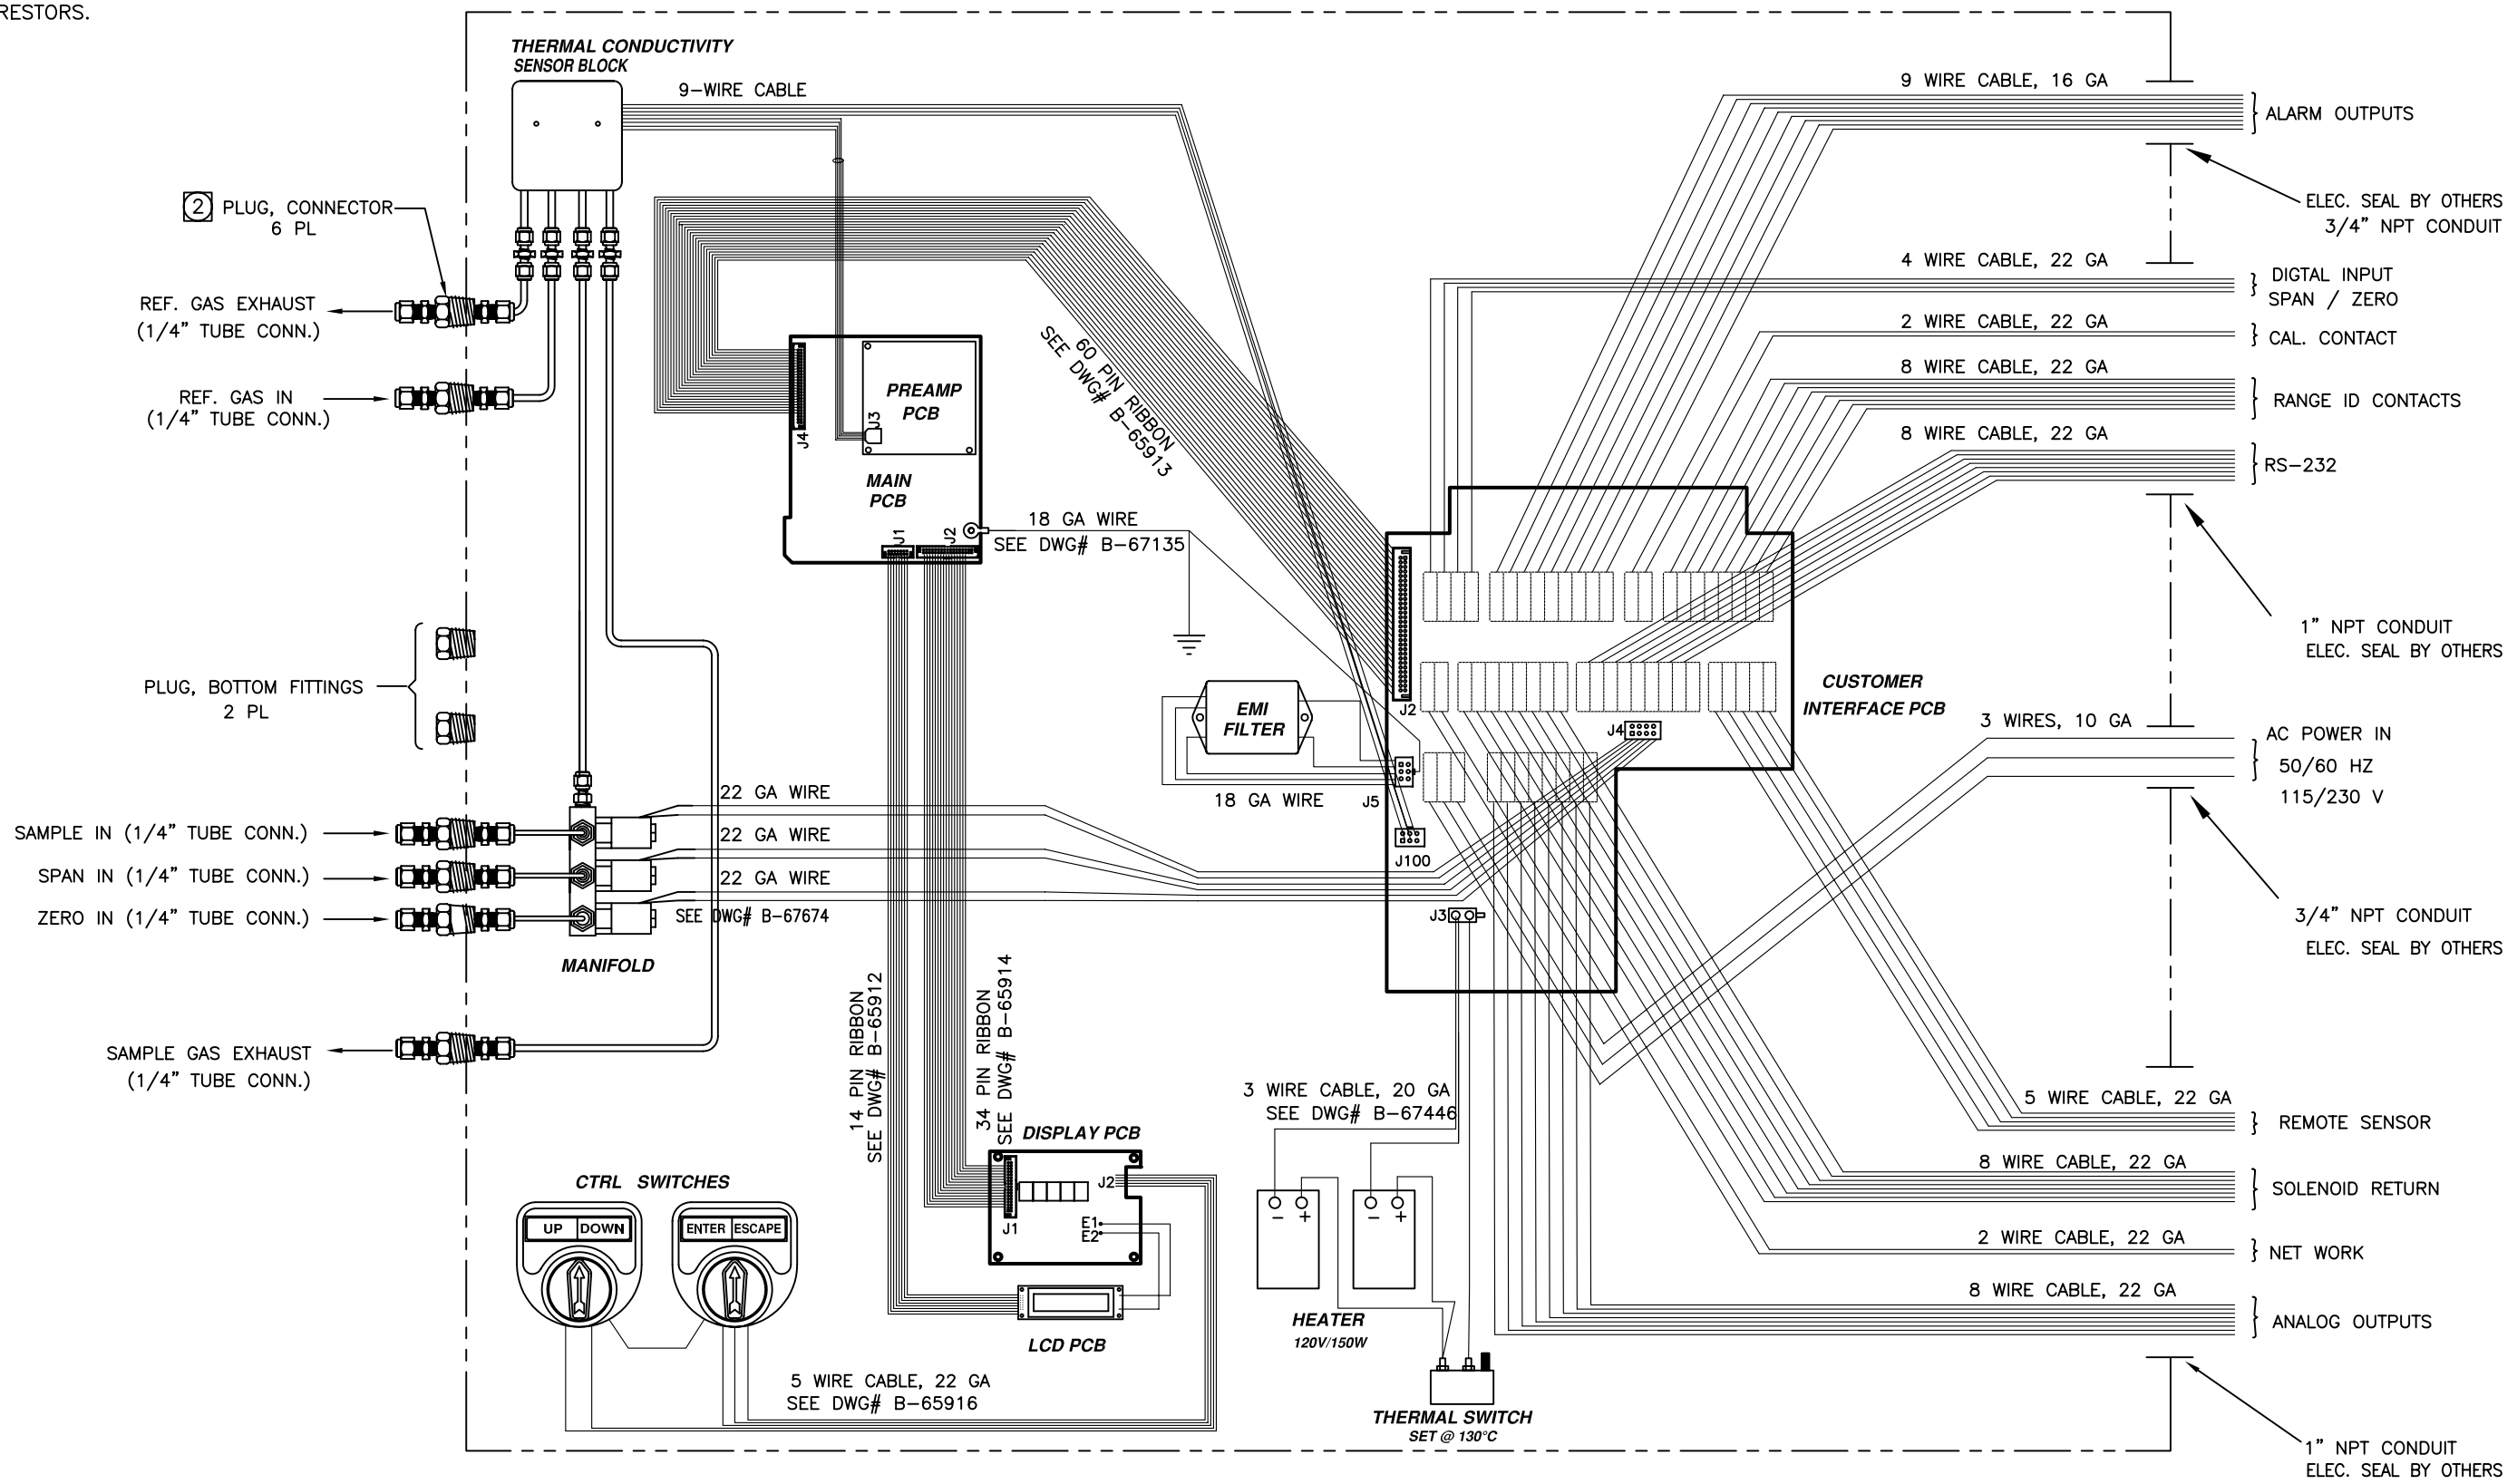 RESTORS.
THERMAL CONDUCTIVITY
SENSOR BLOCK
9-WIRE CABLE
9 WIRE CABLE, 16 GA
ALARM OUTPUTS
2 PLUG, CONNECTOR
6 PL
ELEC. SEAL BY OTHERS
3/4" NPT CONDUIT
4 WIRE CABLE, 22 GA
DIGTAL INPUT
SPAN / ZERO
REF. GAS EXHAUST
(1/4" TUBE CONN.)
2 WIRE CABLE, 22 GA
CAL. CONTACT
60 PIN RIBBON
SEE DWG# B-65913
8 WIRE CABLE, 22 GA
RANGE ID CONTACTS
REF. GAS IN
(1/4" TUBE CONN.)
PREAMP
PCB
J3
J4
8 WIRE CABLE, 22 GA
RS-232
MAIN
PCB
J1
J2
18 GA WIRE
SEE DWG# B-67135
1" NPT CONDUIT
ELEC. SEAL BY OTHERS
PLUG, BOTTOM FITTINGS
2 PL
CUSTOMER
INTERFACE PCB
J2
J4
EMI
FILTER
3 WIRES, 10 GA
AC POWER IN
50/60 HZ
115/230 V
18 GA WIRE
J5
J100
22 GA WIRE
SAMPLE IN (1/4" TUBE CONN.)
22 GA WIRE
SPAN IN (1/4" TUBE CONN.)
22 GA WIRE
ZERO IN (1/4" TUBE CONN.)
SEE DWG# B-67674
J3
3/4" NPT CONDUIT
ELEC. SEAL BY OTHERS
MANIFOLD
14 PIN RIBBON
SEE DWG# B-65912
34 PIN RIBBON
SEE DWG# B-65914
SAMPLE GAS EXHAUST
(1/4" TUBE CONN.)
3 WIRE CABLE, 20 GA
SEE DWG# B-67446
5 WIRE CABLE, 22 GA
REMOTE SENSOR
DISPLAY PCB
J2
J1
E1
E2
8 WIRE CABLE, 22 GA
SOLENOID RETURN
CTRL SWITCHES
UP DOWN
ENTER ESCAPE
- +
- +
2 WIRE CABLE, 22 GA
NET WORK
8 WIRE CABLE, 22 GA
ANALOG OUTPUTS
HEATER
120V/150W
LCD PCB
5 WIRE CABLE, 22 GA
SEE DWG# B-65916
THERMAL SWITCH
SET @ 130°C
1" NPT CONDUIT
ELEC. SEAL BY OTHERS